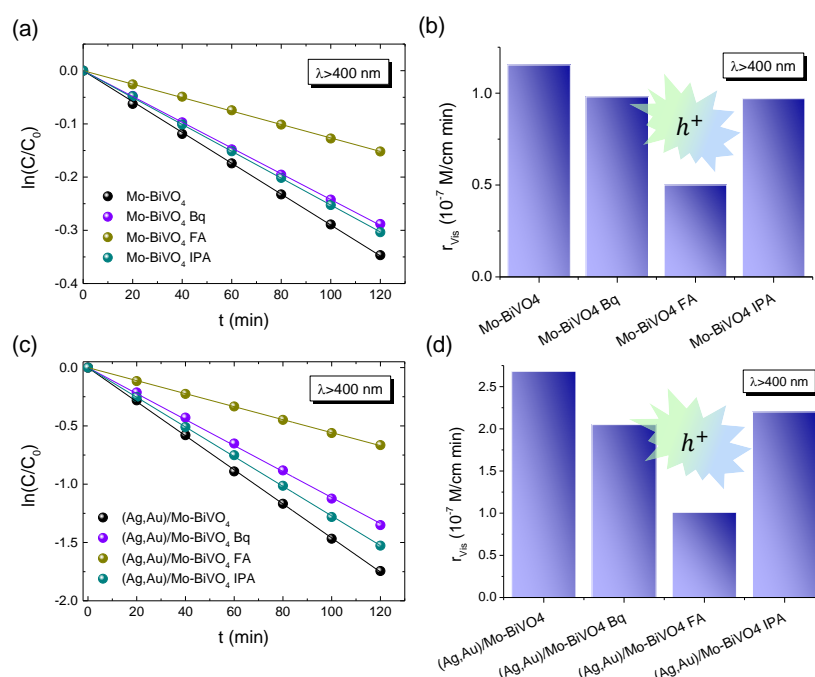 (a)
λ>400 nm
0.0
-0.1
-0.2
-0.3
-0.4
ln(C/C₀)
Mo-BiVO₄
Mo-BiVO₄ Bq
Mo-BiVO₄ FA
Mo-BiVO₄ IPA
0 20 40 60 80 100 120
t (min)
(b)
λ>400 nm
1.0
0.5
0.0
r_Vis (10⁻⁷ M/cm min)
h⁺
Mo-BiVO4
Mo-BiVO4 Bq
Mo-BiVO4 FA
Mo-BiVO4 IPA
(c)
λ>400 nm
0.0
-0.5
-1.0
-1.5
-2.0
ln(C/C₀)
(Ag,Au)/Mo-BiVO₄
(Ag,Au)/Mo-BiVO₄ Bq
(Ag,Au)/Mo-BiVO₄ FA
(Ag,Au)/Mo-BiVO₄ IPA
0 20 40 60 80 100 120
t (min)
(d)
λ>400 nm
2.5
2.0
1.5
1.0
0.5
0.0
r_Vis (10⁻⁷ M/cm min)
h⁺
(Ag,Au)/Mo-BiVO4
(Ag,Au)/Mo-BiVO4 Bq
(Ag,Au)/Mo-BiVO4 FA
(Ag,Au)/Mo-BiVO4 IPA